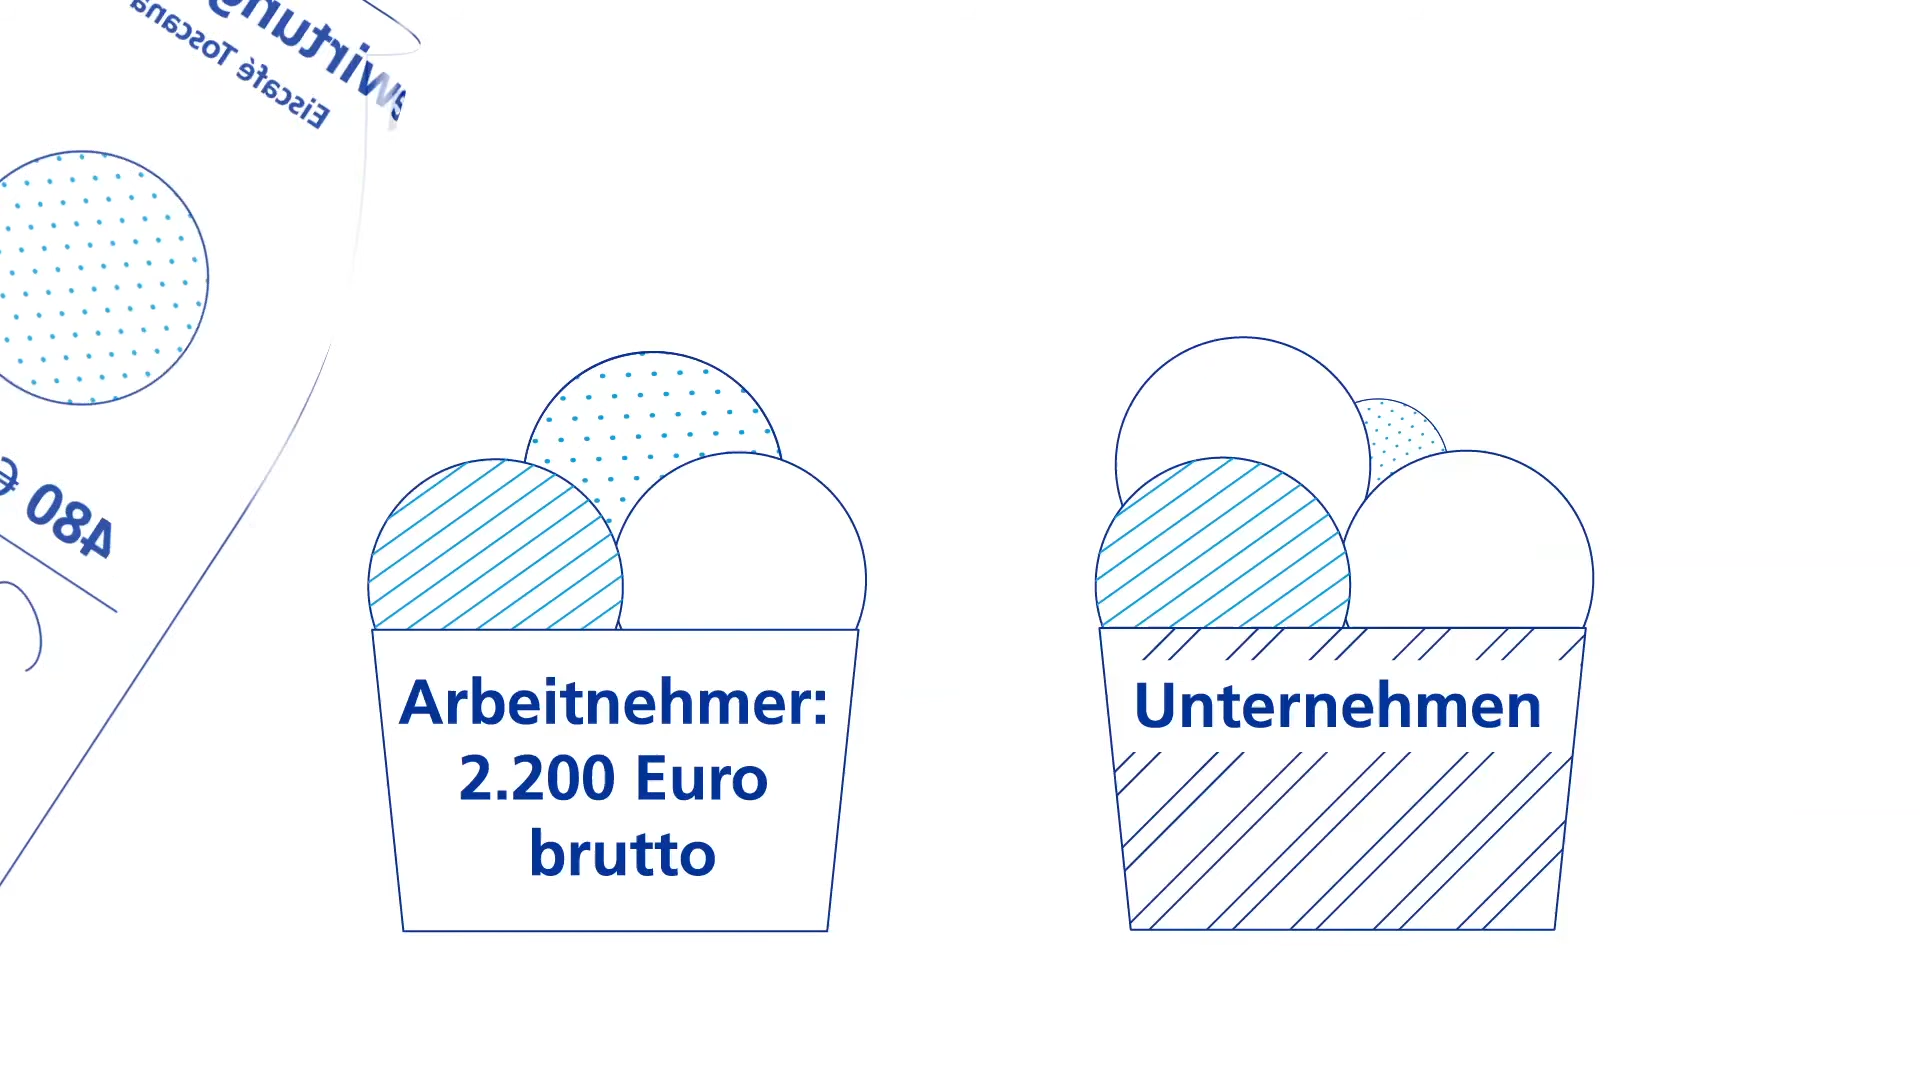 Eiscafé Toscana
480 €
Arbeitnehmer:
2.200 Euro
brutto
Unternehmen